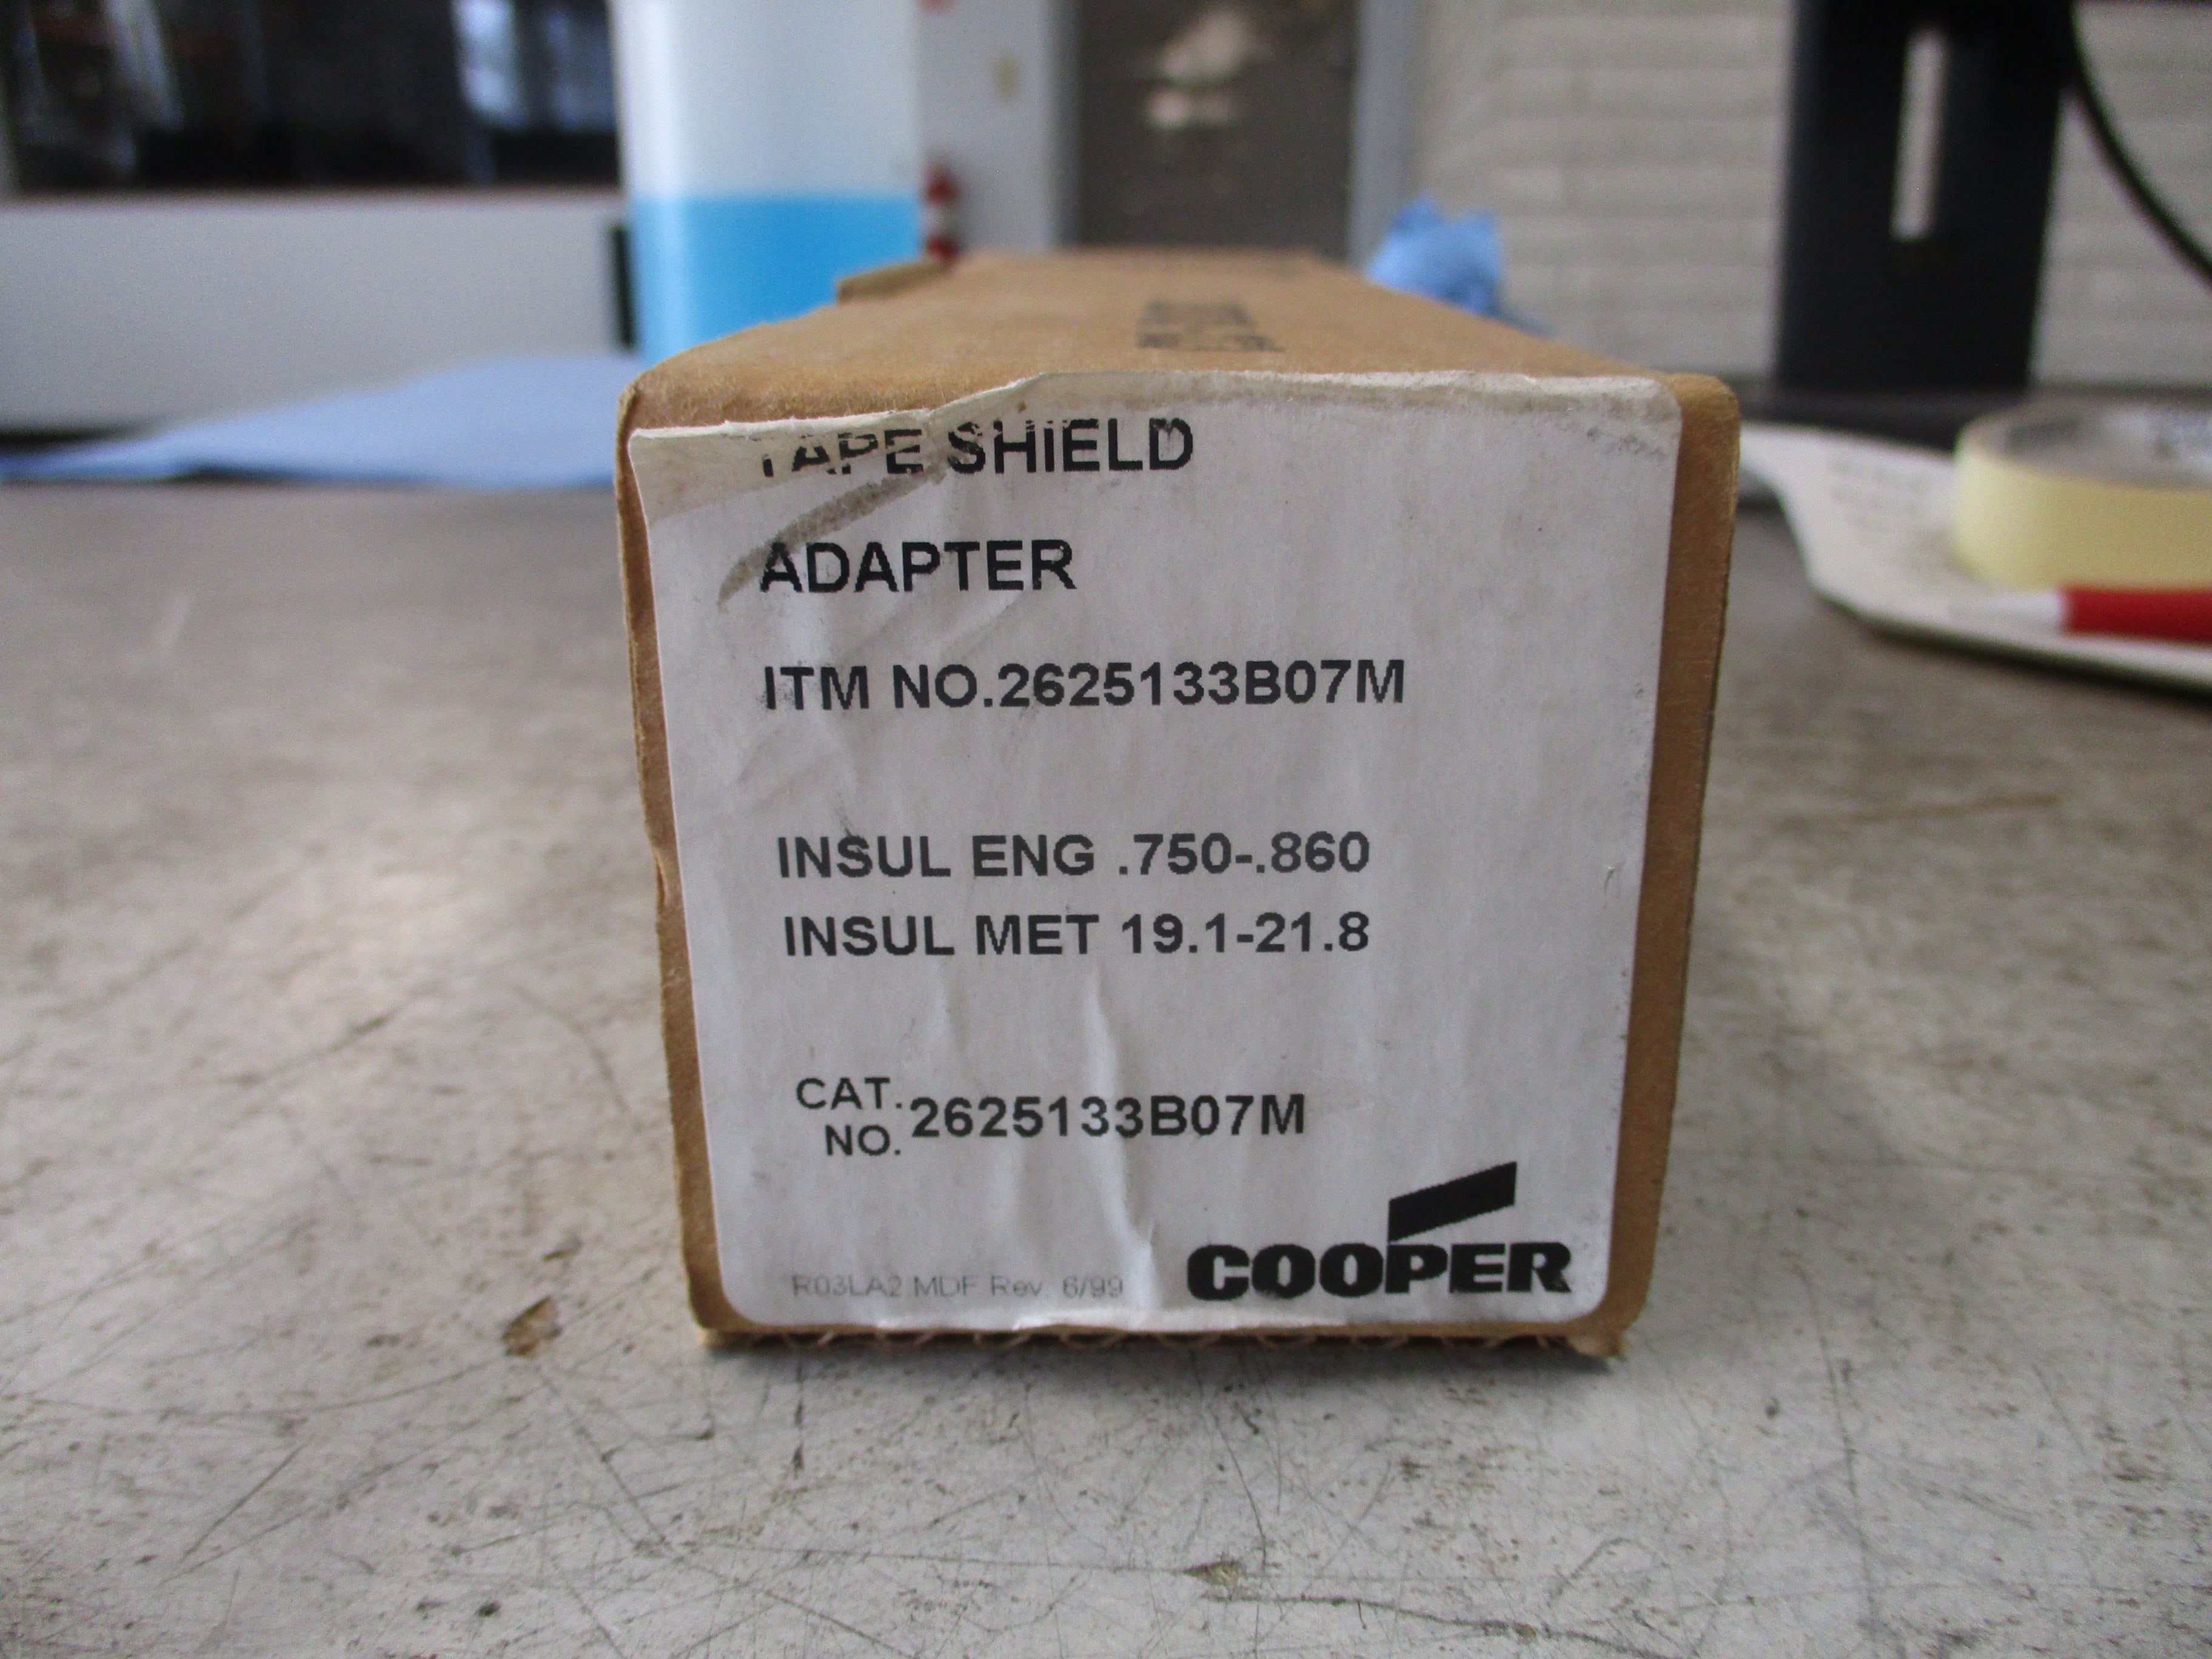 TAPE SHIELD
ADAPTER
ITM NO.2625133B07M
INSUL ENG .750-.860
INSUL MET 19.1-21.8
CAT.
NO. 2625133B07M
COOPER
R03LA2 MDF Rev. 6/99